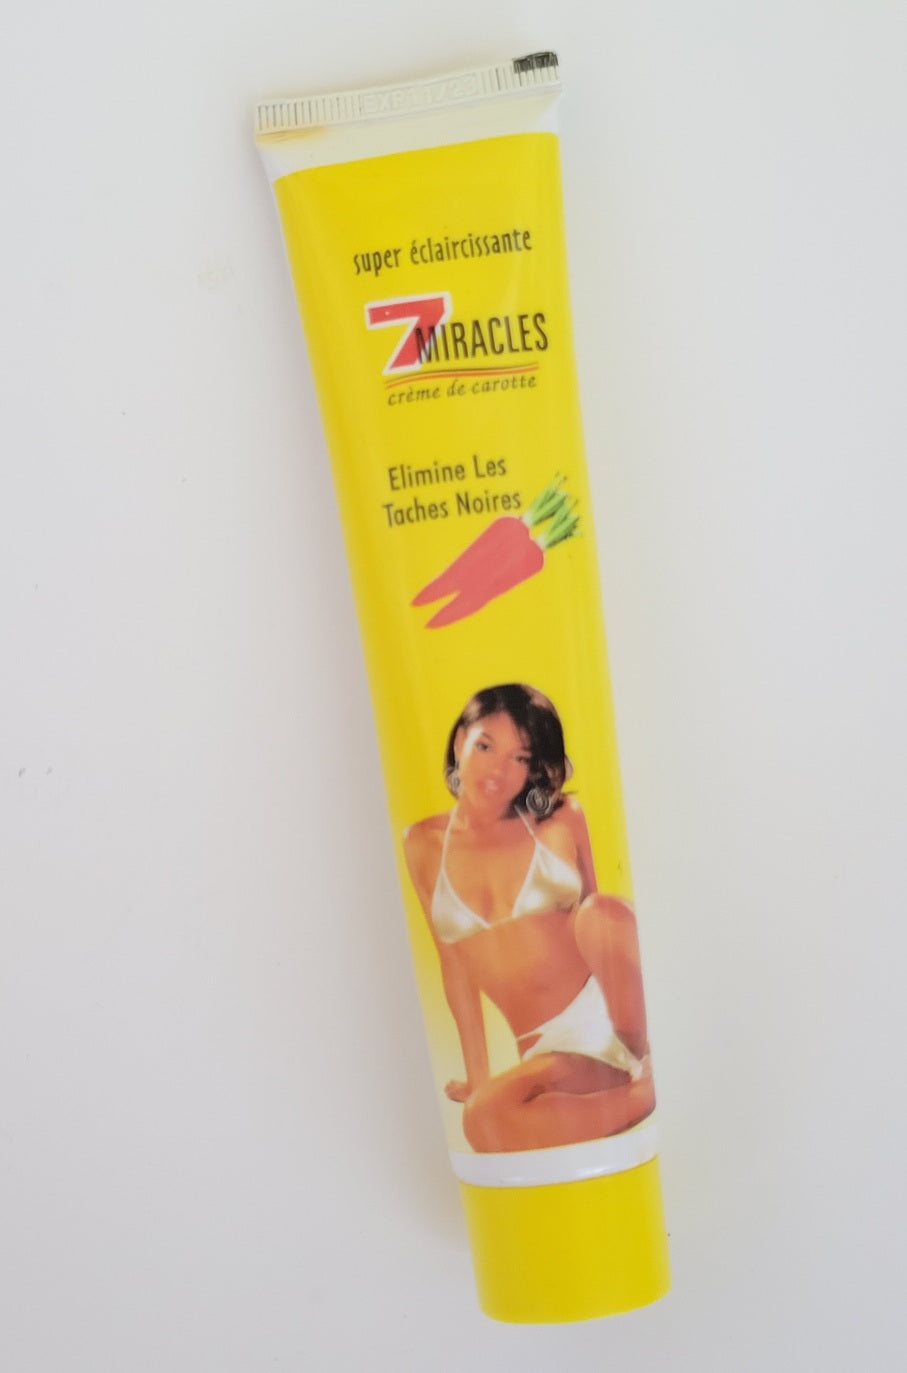 super éclaircissante
7 MIRACLES
crème de carotte
Elimine Les
Taches Noires